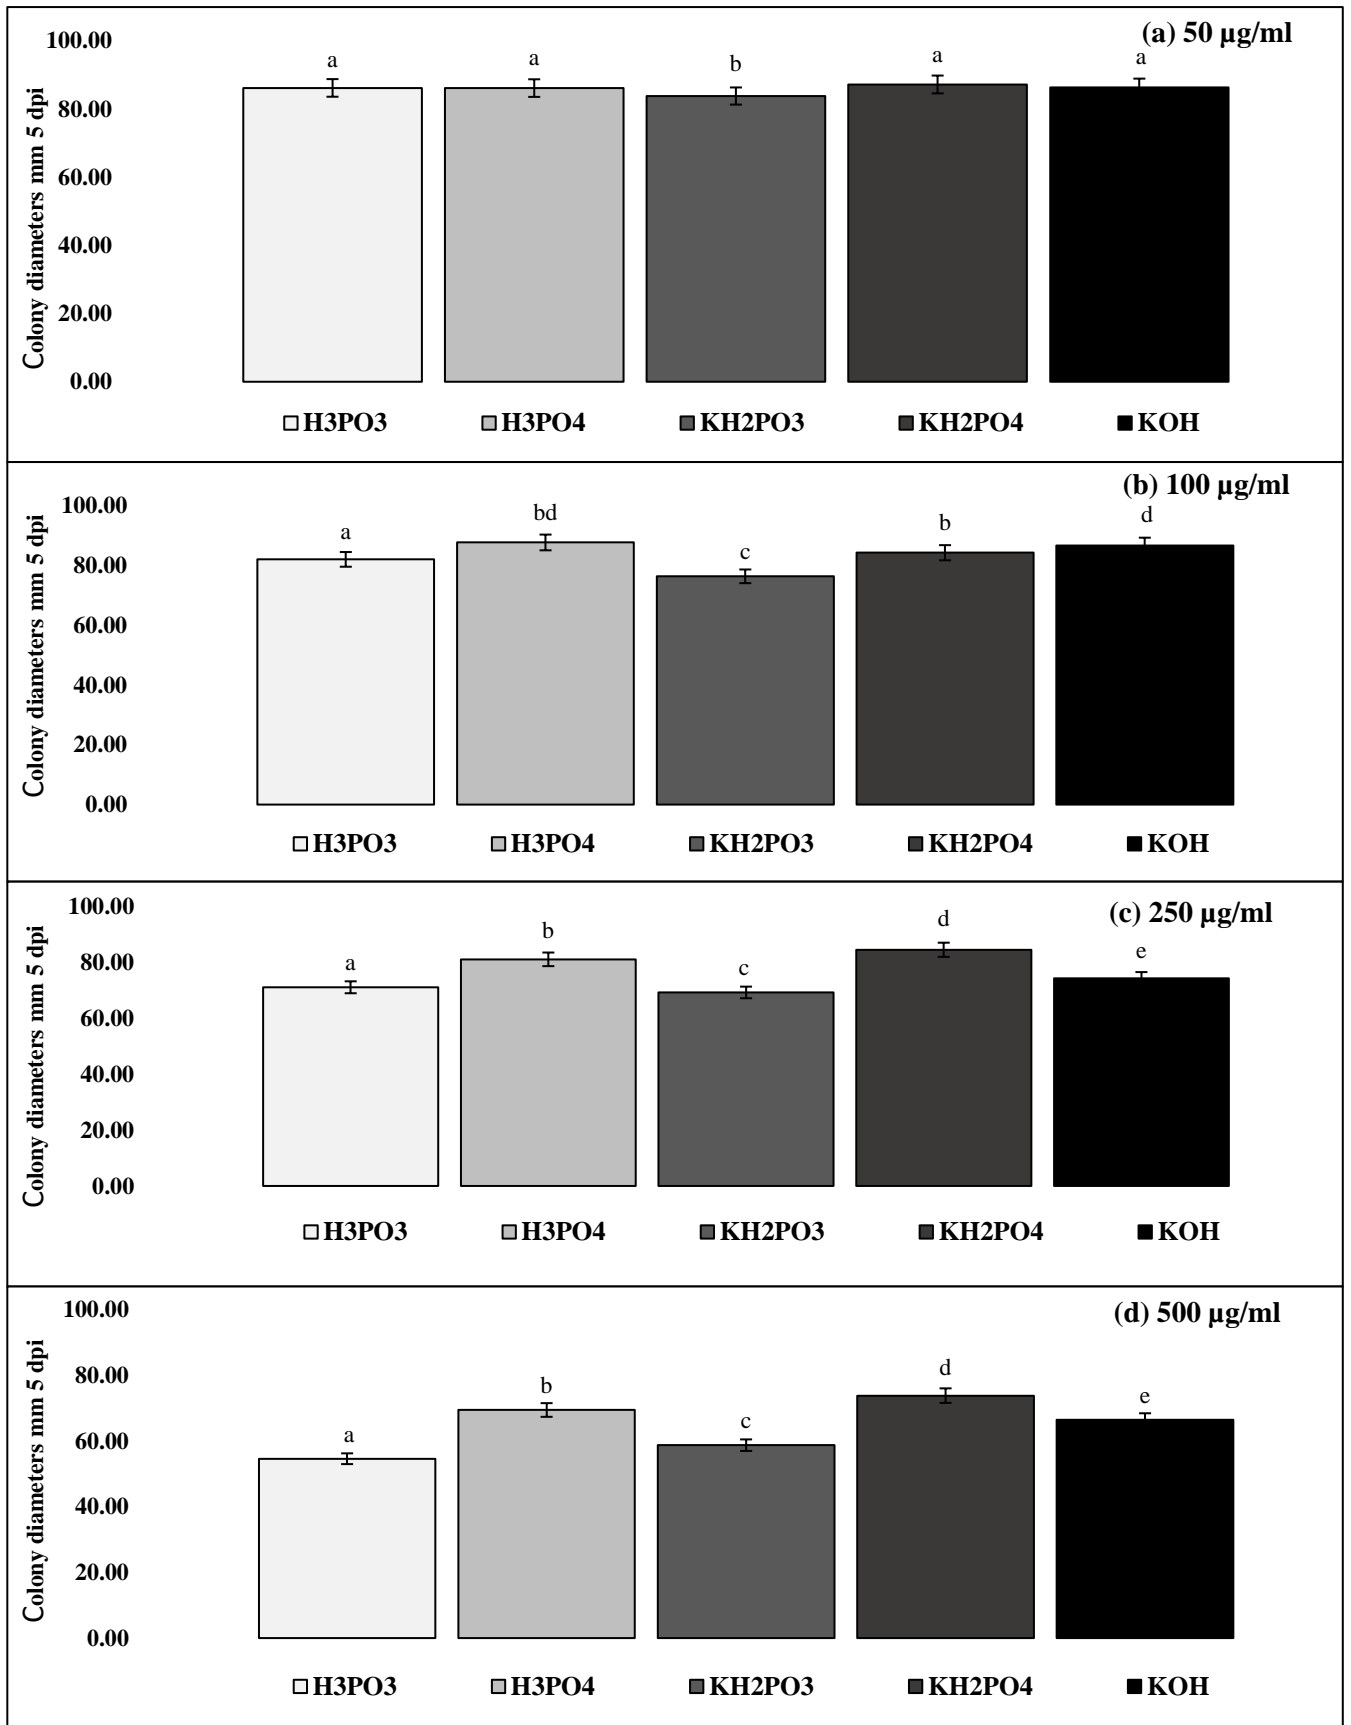 (a) 50 µg/ml
Colony diameters mm 5 dpi
100.00
80.00
60.00
40.00
20.00
0.00
a a b a a
H3PO3 H3PO4 KH2PO3 KH2PO4 KOH
(b) 100 µg/ml
Colony diameters mm 5 dpi
100.00
80.00
60.00
40.00
20.00
0.00
a bd c b d
H3PO3 H3PO4 KH2PO3 KH2PO4 KOH
(c) 250 µg/ml
Colony diameters mm 5 dpi
100.00
80.00
60.00
40.00
20.00
0.00
a b c d e
H3PO3 H3PO4 KH2PO3 KH2PO4 KOH
(d) 500 µg/ml
Colony diameters mm 5 dpi
100.00
80.00
60.00
40.00
20.00
0.00
a b c d e
H3PO3 H3PO4 KH2PO3 KH2PO4 KOH